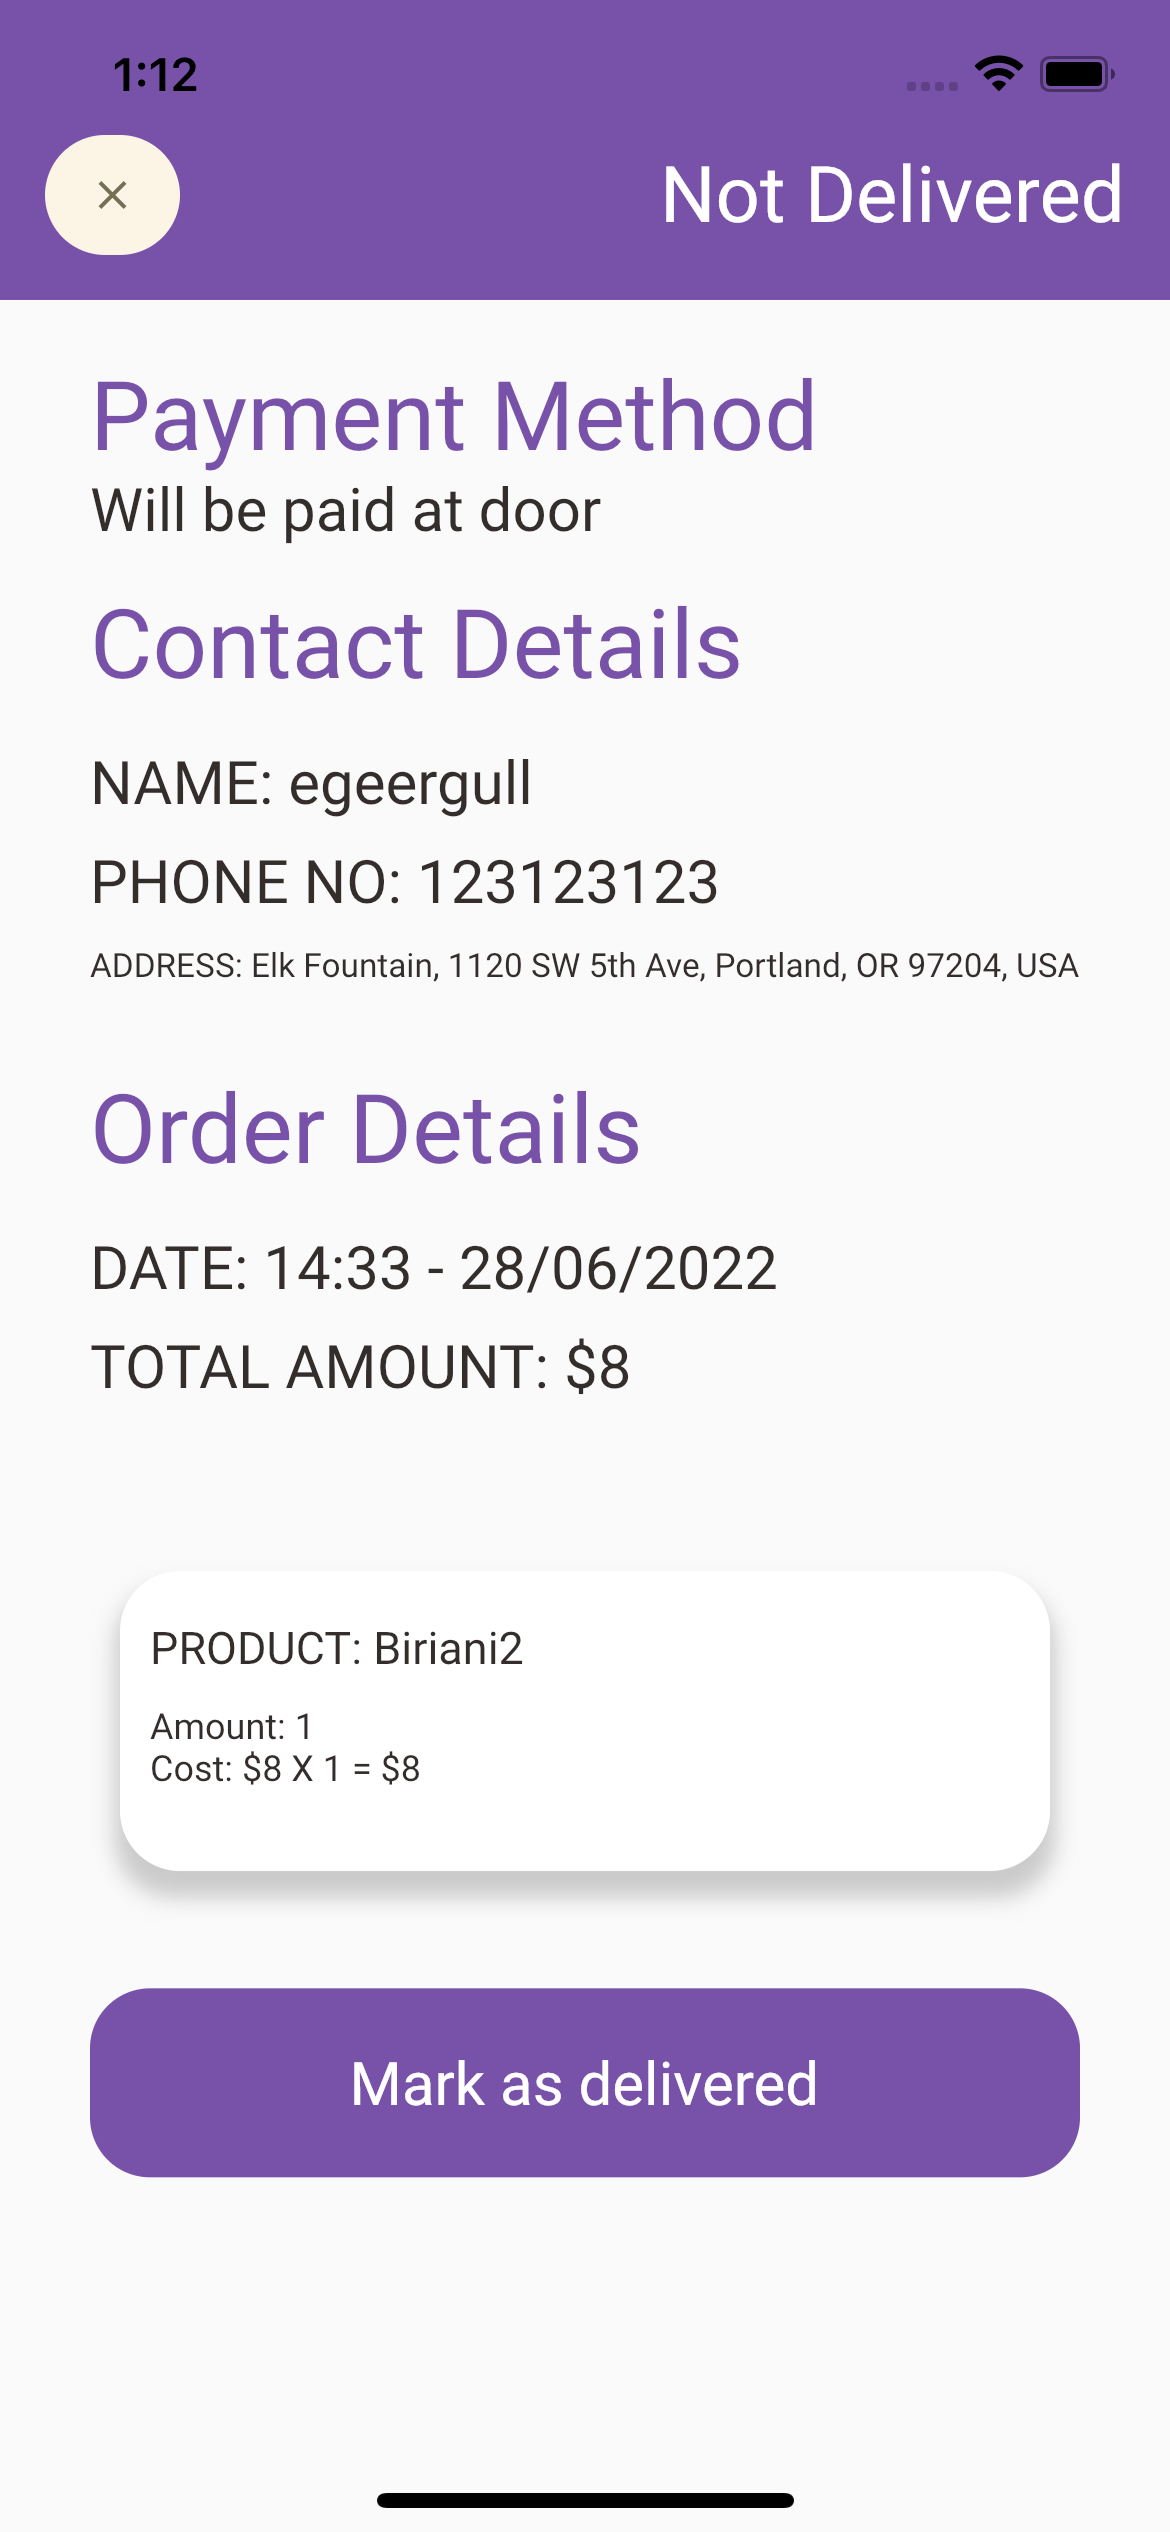 1:12
Not Delivered
Payment Method
Will be paid at door
Contact Details
NAME: egeergull
PHONE NO: 123123123
ADDRESS: Elk Fountain, 1120 SW 5th Ave, Portland, OR 97204, USA
Order Details
DATE: 14:33 - 28/06/2022
TOTAL AMOUNT: $8
PRODUCT: Biriani2
Amount: 1
Cost: $8 X 1 = $8
Mark as delivered